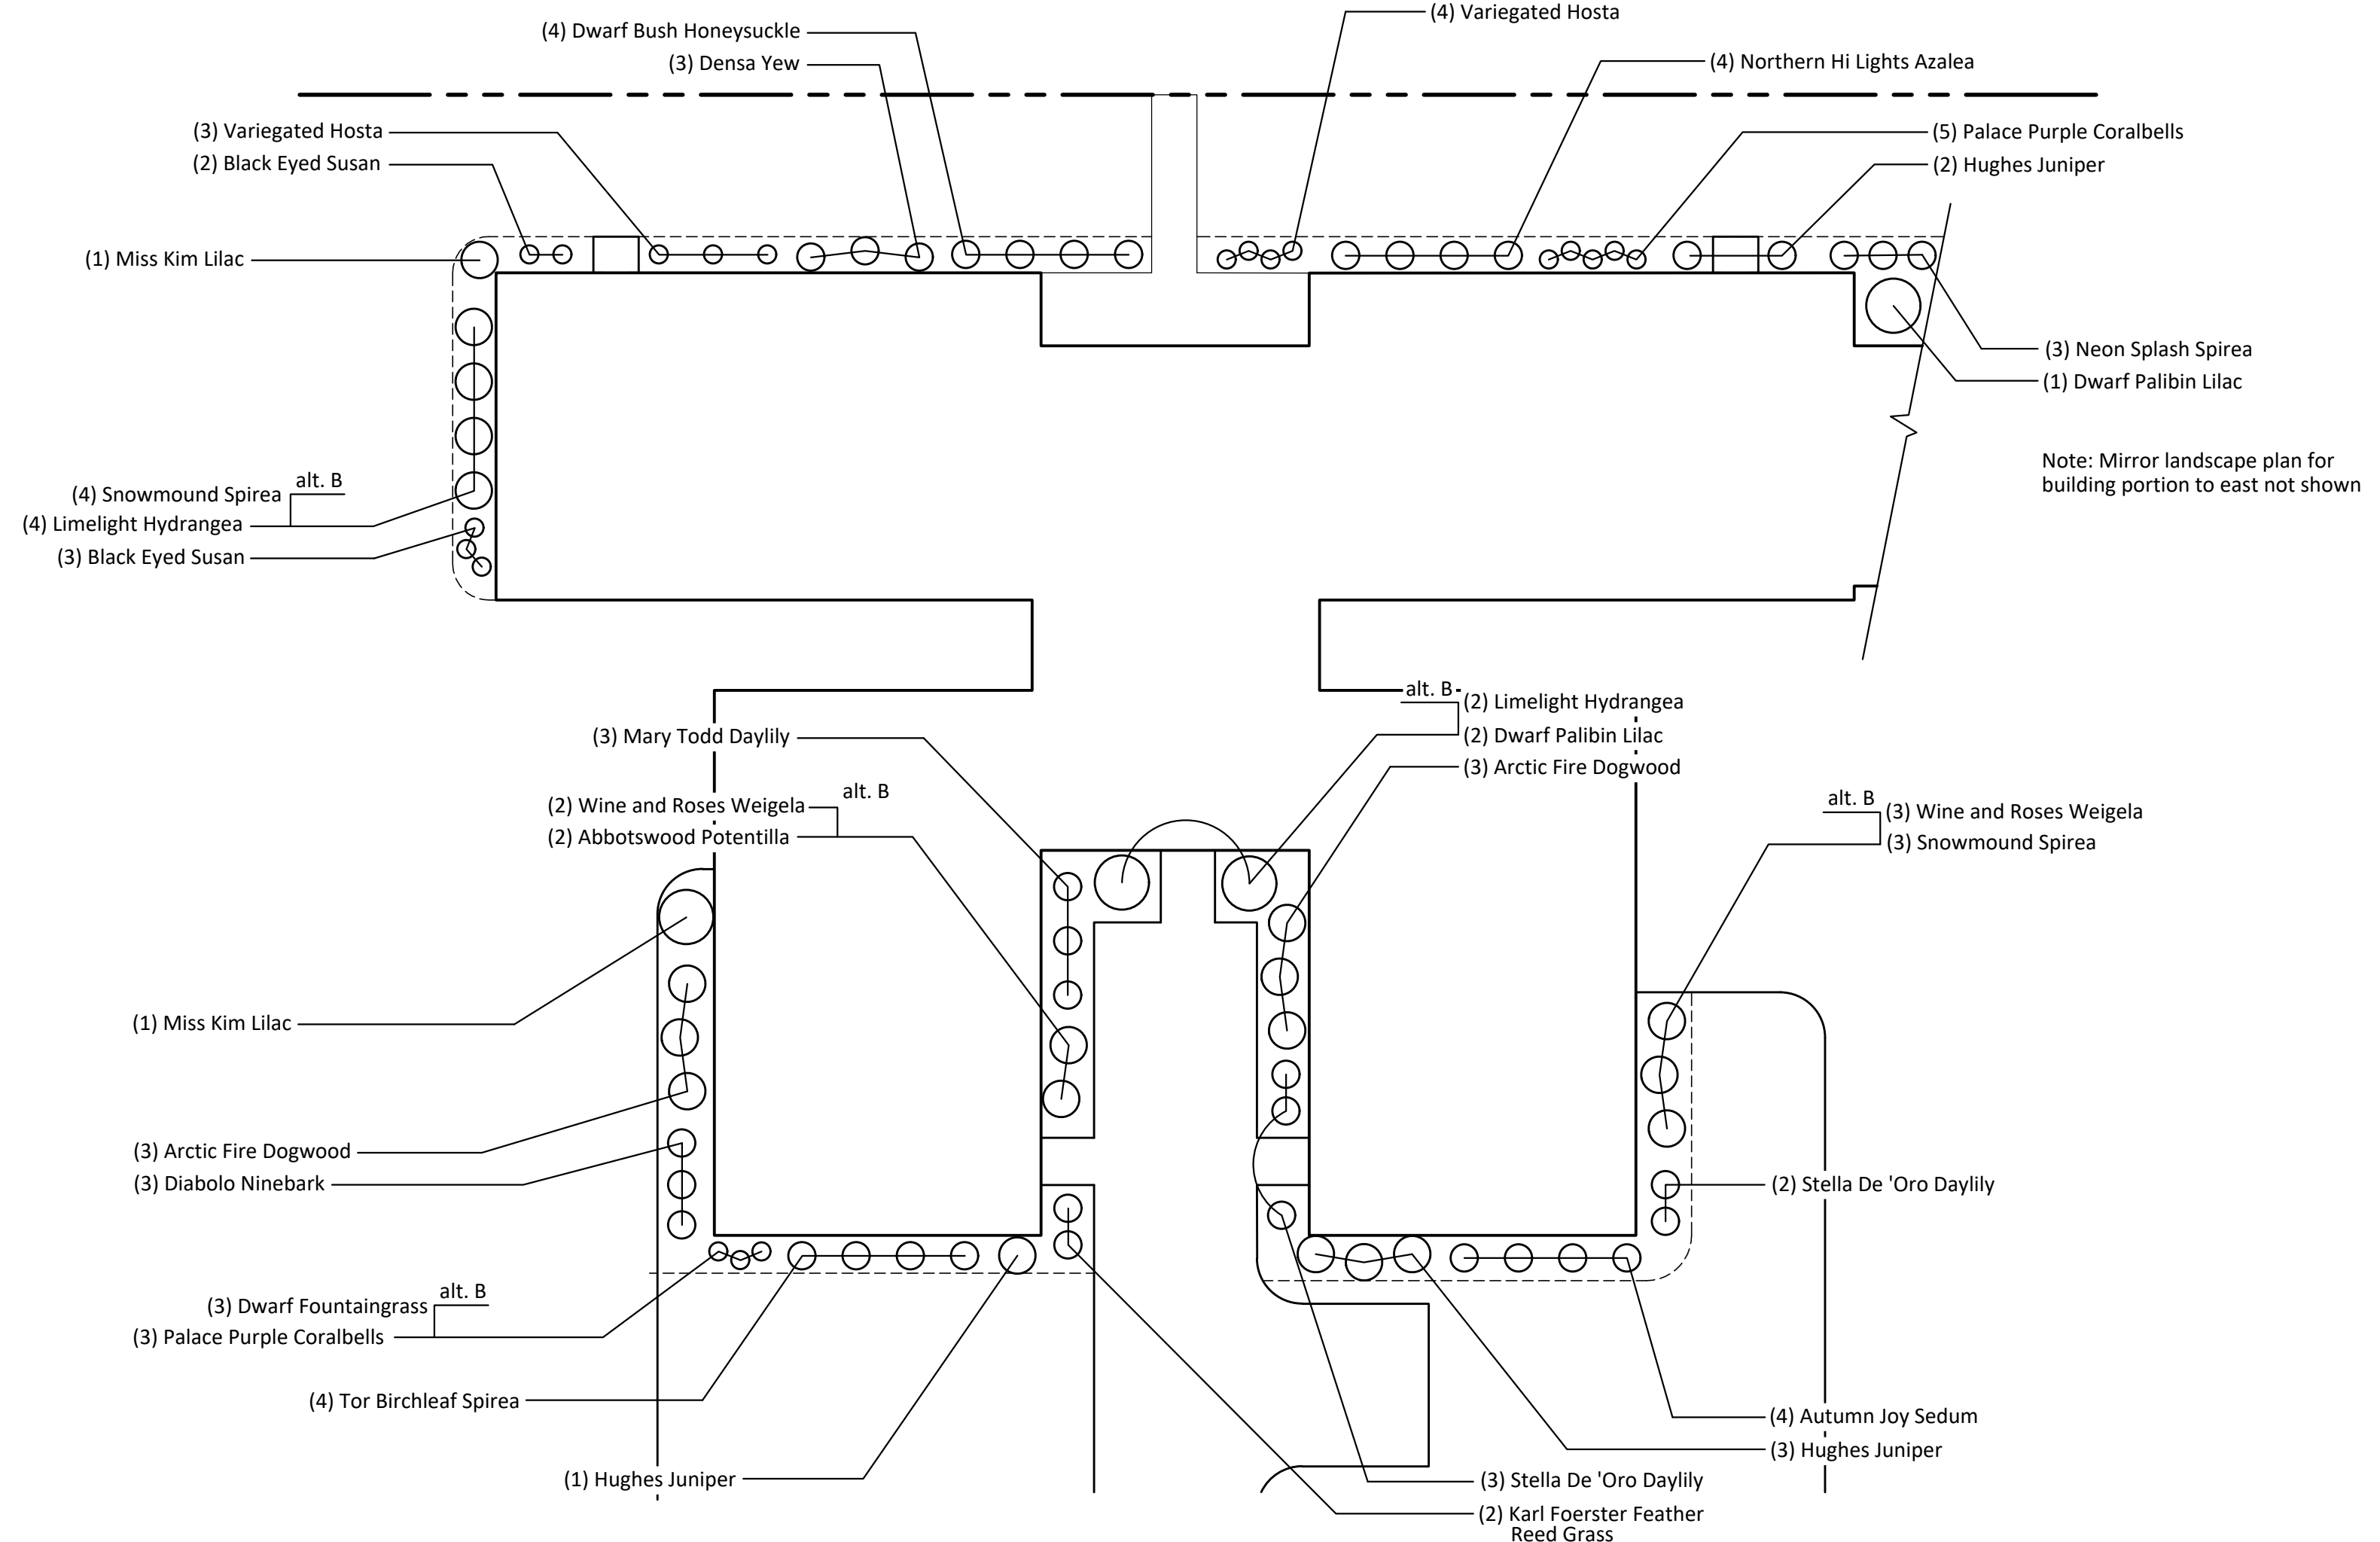 (4) Variegated Hosta
(4) Dwarf Bush Honeysuckle
(3) Densa Yew
(4) Northern Hi Lights Azalea
(3) Variegated Hosta
(2) Black Eyed Susan
(5) Palace Purple Coralbells
(2) Hughes Juniper
(1) Miss Kim Lilac
(3) Neon Splash Spirea
(1) Dwarf Palibin Lilac
Note: Mirror landscape plan for
building portion to east not shown
alt. B
(4) Snowmound Spirea
(4) Limelight Hydrangea
(3) Black Eyed Susan
alt. B
(2) Limelight Hydrangea
(2) Dwarf Palibin Lilac
(3) Arctic Fire Dogwood
(3) Mary Todd Daylily
alt. B
(2) Wine and Roses Weigela
(2) Abbotswood Potentilla
alt. B
(3) Wine and Roses Weigela
(3) Snowmound Spirea
(1) Miss Kim Lilac
(3) Arctic Fire Dogwood
(3) Diabolo Ninebark
(2) Stella De 'Oro Daylily
alt. B
(3) Dwarf Fountaingrass
(3) Palace Purple Coralbells
(4) Tor Birchleaf Spirea
(1) Hughes Juniper
(4) Autumn Joy Sedum
(3) Hughes Juniper
(3) Stella De 'Oro Daylily
(2) Karl Foerster Feather
Reed Grass